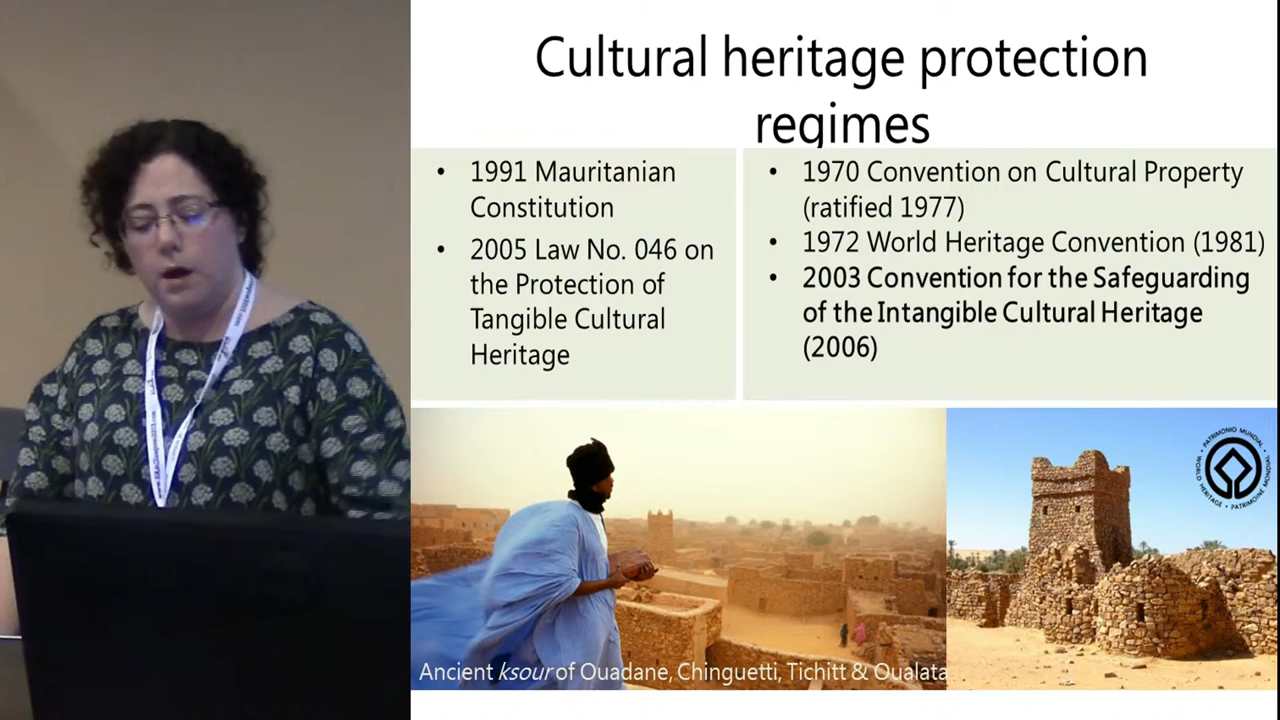 Cultural heritage protection
regimes
• 1991 Mauritanian
Constitution
• 2005 Law No. 046 on
the Protection of
Tangible Cultural
Heritage
• 1970 Convention on Cultural Property
(ratified 1977)
• 1972 World Heritage Convention (1981)
• 2003 Convention for the Safeguarding
of the Intangible Cultural Heritage
(2006)
WORLD HERITAGE • PATRIMONIO MUNDIAL • PATRIMOINE MONDIAL •
Ancient ksour of Ouadane, Chinguetti, Tichitt & Oualata